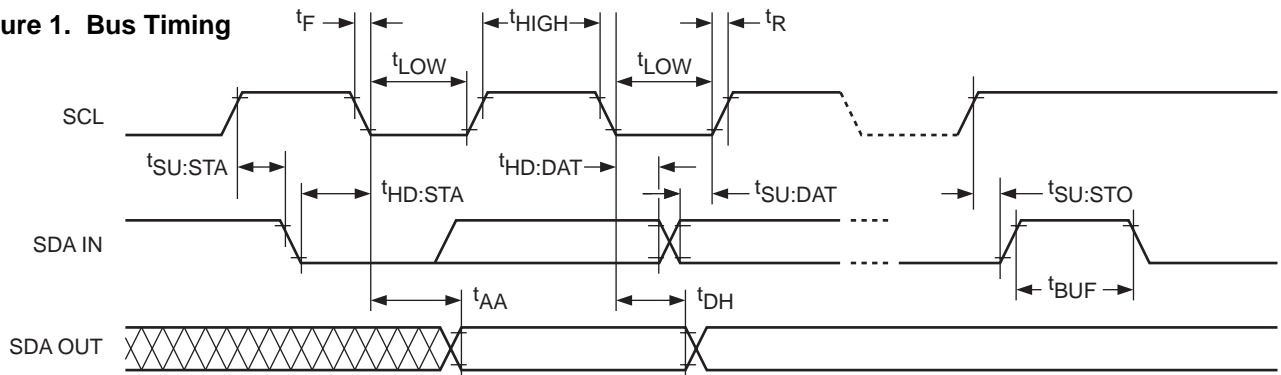 ure 1. Bus Timing
tF
tHIGH
tR
tLOW
tLOW
SCL
tSU:STA
tHD:STA
tHD:DAT
tSU:DAT
tSU:STO
SDA IN
tBUF
tAA
tDH
SDA OUT